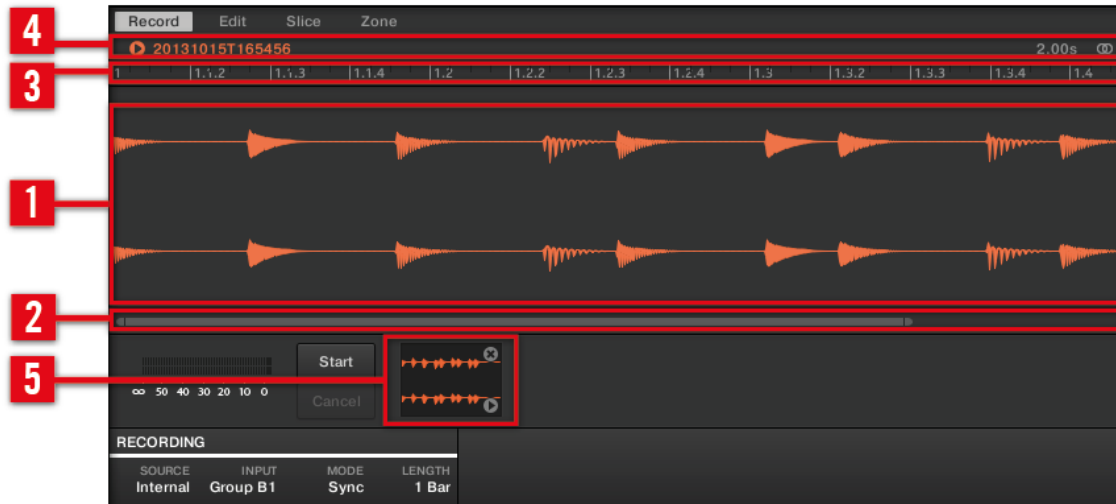 Record Edit Slice Zone
4
20131015T165456 2.00s
3
1 1.1.2 1.1.3 1.1.4 1.2 1.2.2 1.2.3 1.2.4 1.3 1.3.2 1.3.3 1.3.4 1.4
1
2
5
Start
∞ 50 40 30 20 10 0
Cancel
RECORDING
SOURCE INPUT MODE LENGTH
Internal Group B1 Sync 1 Bar